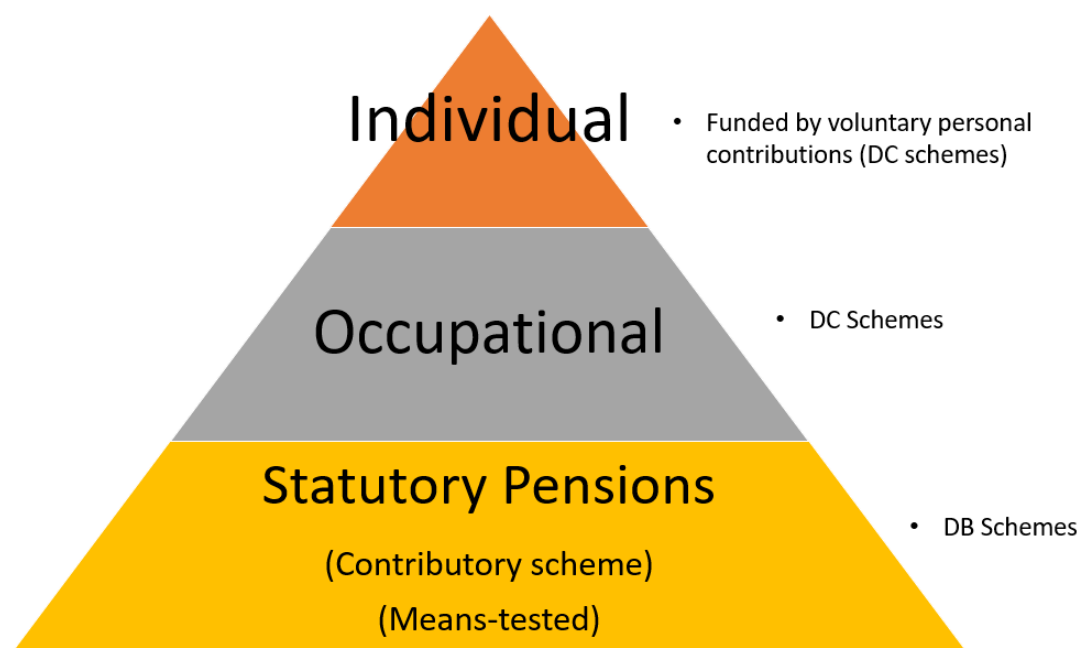 Individual
• Funded by voluntary personal
contributions (DC schemes)
Occupational
• DC Schemes
Statutory Pensions
• DB Schemes
(Contributory scheme)
(Means-tested)